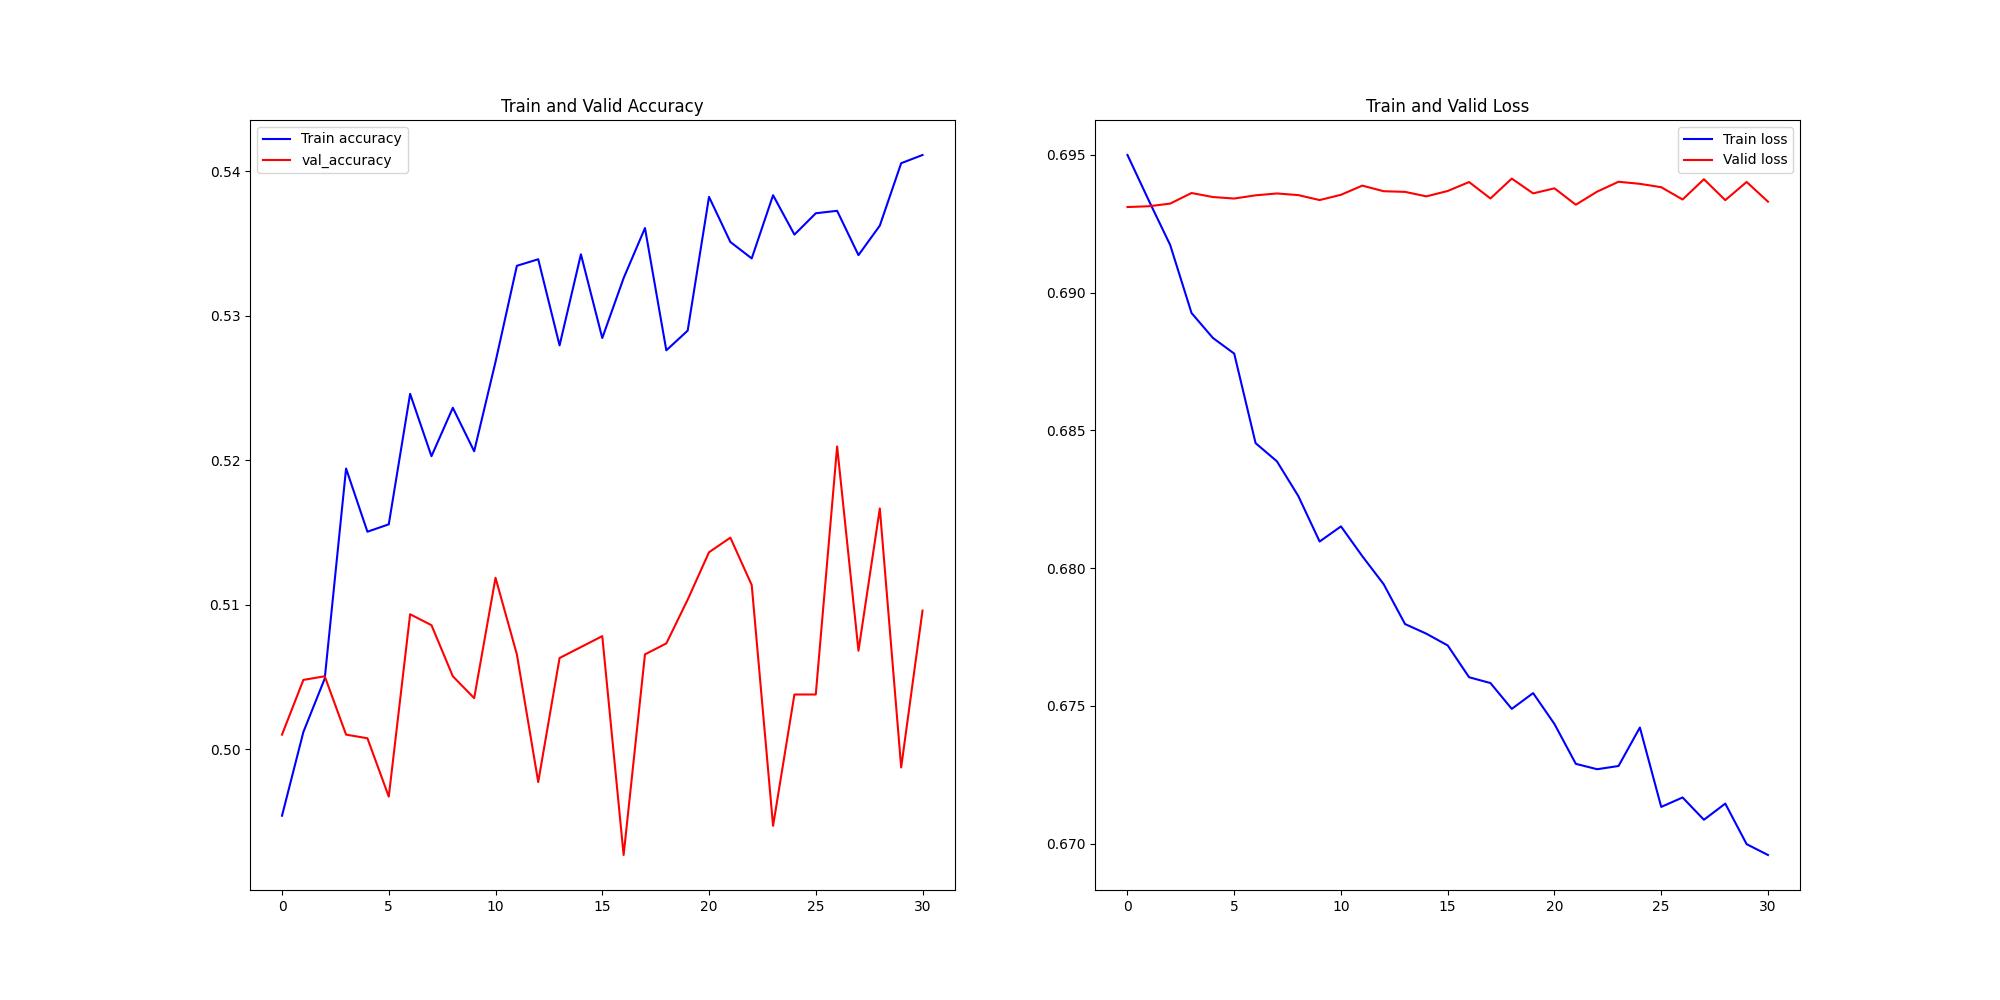 Train and Valid Accuracy
Train accuracy
val_accuracy
0.54
0.53
0.52
0.51
0.50
0 5 10 15 20 25 30
Train and Valid Loss
Train loss
Valid loss
0.695
0.690
0.685
0.680
0.675
0.670
0 5 10 15 20 25 30